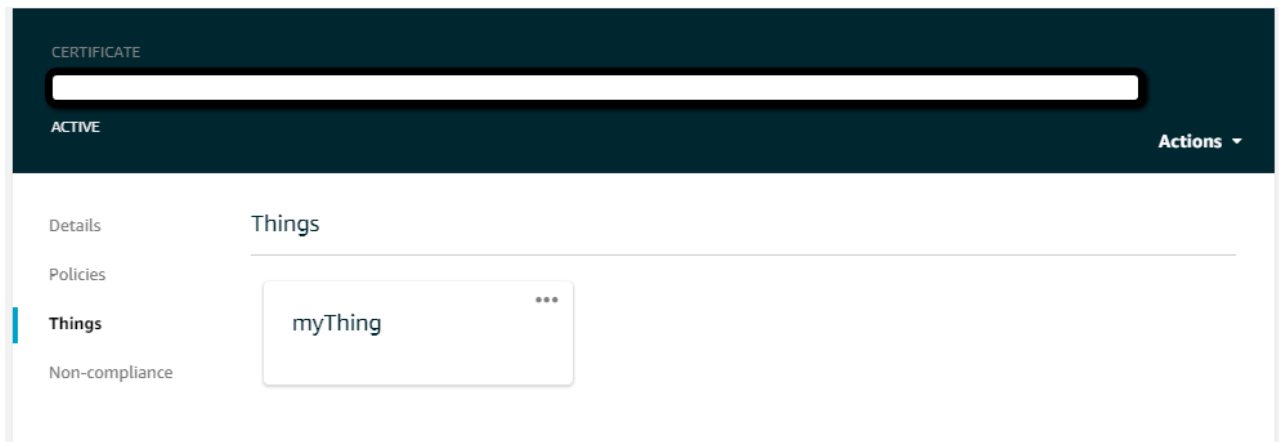 CERTIFICATE
ACTIVE
Actions
Details
Things
Policies
Things
myThing
Non-compliance